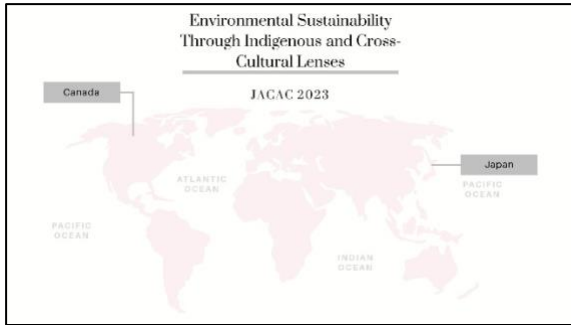 Environmental Sustainability
Through Indigenous and Cross-
Cultural Lenses
JACAC 2023
Canada
Japan
ATLANTIC
OCEAN
PACIFIC
OCEAN
PACIFIC
OCEAN
INDIAN
OCEAN